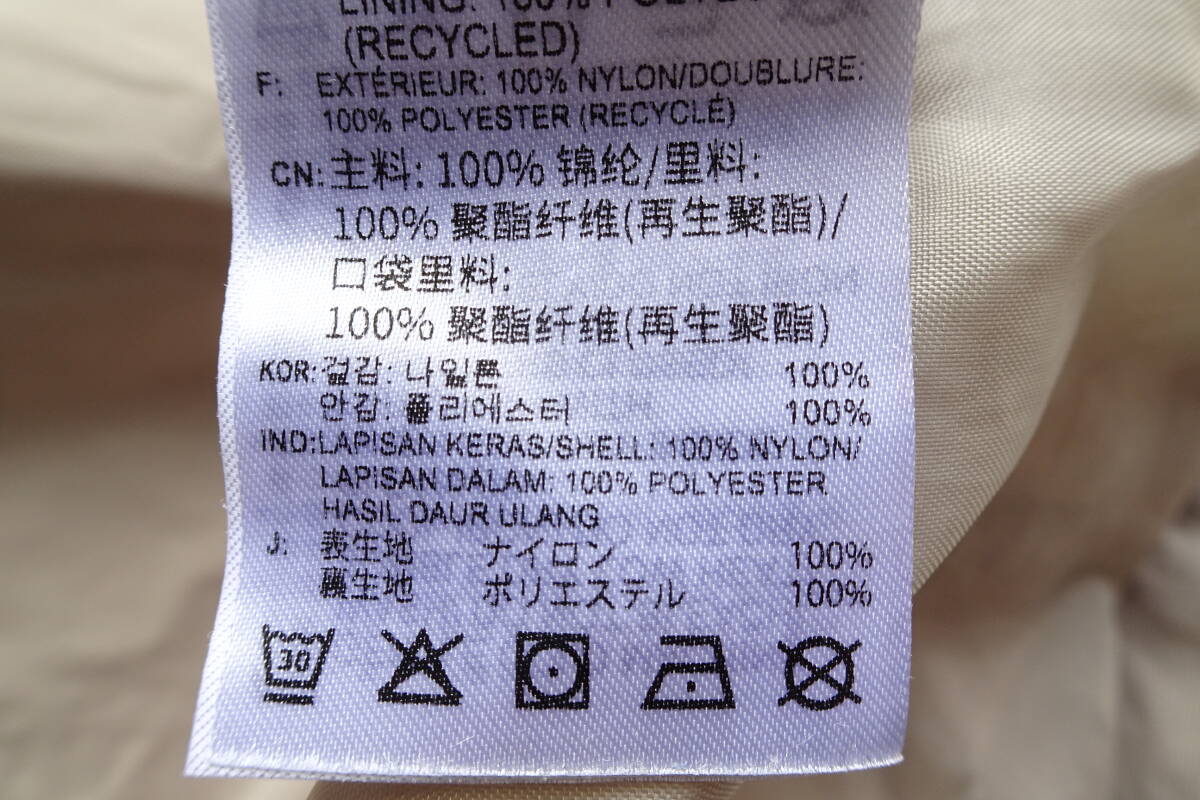 LINING: 100% POLYES
(RECYCLED)
F: EXTÉRIEUR: 100% NYLON/DOUBLURE:
100% POLYESTER (RECYCLÉ)
CN: 主料: 100% 锦纶/里料:
100% 聚酯纤维(再生聚酯)/
口袋里料:
100% 聚酯纤维(再生聚酯)
KOR: 겉감: 나일론 100%
안감: 폴리에스터 100%
IND: LAPISAN KERAS/SHELL: 100% NYLON/
LAPISAN DALAM: 100% POLYESTER
HASIL DAUR ULANG
J: 表生地 ナイロン 100%
裏生地 ポリエステル 100%
30